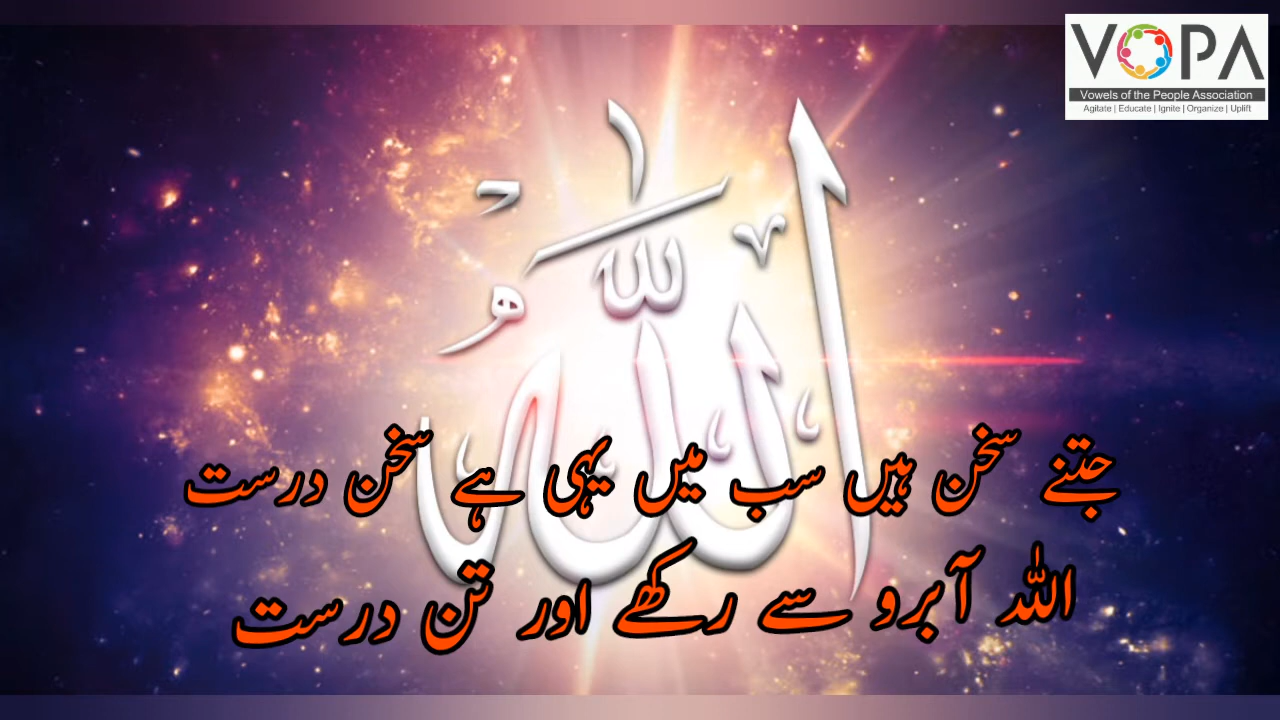 VOPA
Vowels of the People Association
Agitate | Educate | Ignite | Organize | Uplift
الله
جتنے سخن ہیں سب میں یہی ہے سخن درست
اللہ آبرو سے رکھے اور تن درست